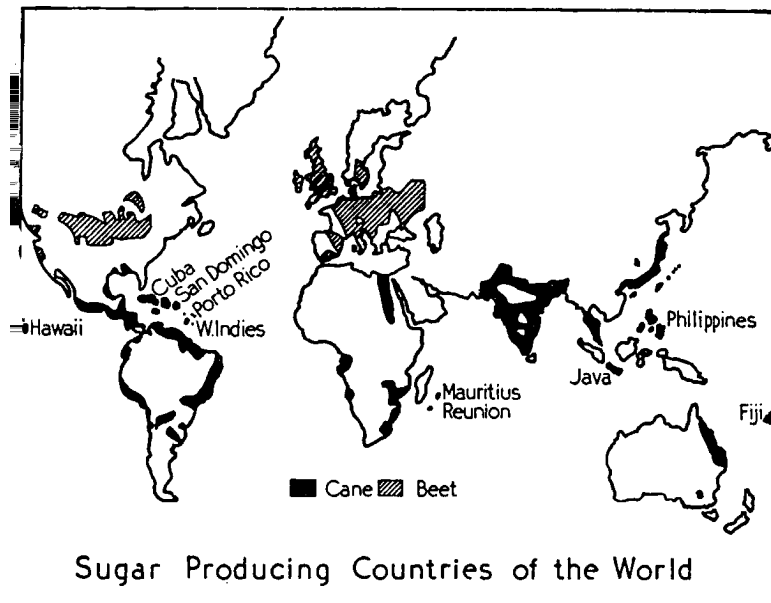 Cuba
San Domingo
Porto Rico
W.Indies
Hawaii
Philippines
Java
Mauritius
Reunion
Fiji
Cane Beet
Sugar Producing Countries of the World